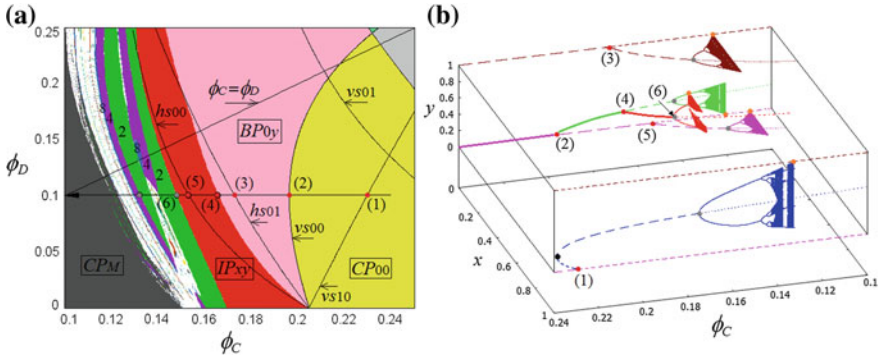 (a)
0.25
0.2
0.15
0.1
0.05
0
ϕD
0.1 0.12 0.14 0.16 0.18 0.2 0.22 0.24
ϕC
8
4
2
8
4
2
hs00
ϕC=ϕD
BP0y
vs01
(6) (5) (4) (3) (2) (1)
hs01
vs00
CPM
IPxy
CP00
vs10
(b)
1
0.8
0.6
0.4
0.2
0
y
(3)
(6)
(4)
(2)
(5)
(1)
0.2
0.4
0.6
0.8
1
x
0.24 0.22 0.2 0.18 0.16 0.14 0.12 0.1
ϕC